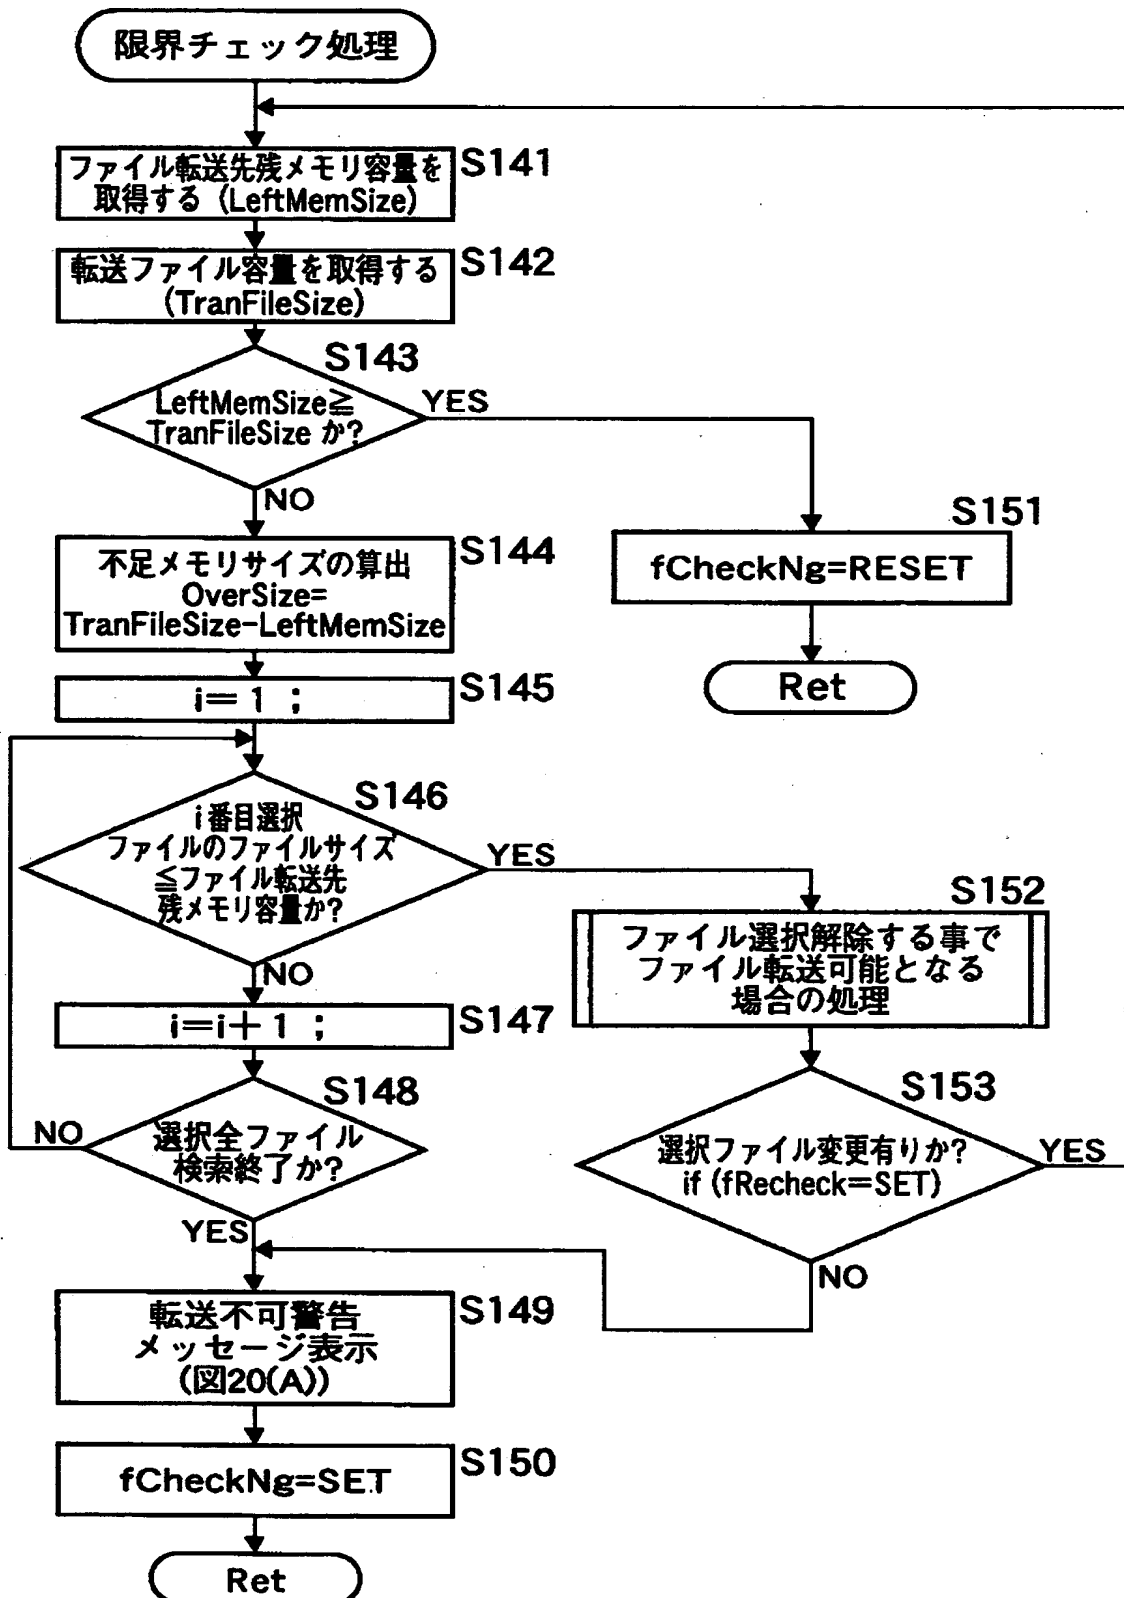 限界チェック処理
ファイル転送先残メモリ容量を
取得する (LeftMemSize)
S141
転送ファイル容量を取得する
(TranFileSize)
S142
S143
LeftMemSize≧
TranFileSize か?
YES
NO
S151
fCheckNg=RESET
Ret
不足メモリサイズの算出
OverSize=
TranFileSize-LeftMemSize
S144
i=1 ;
S145
S146
i番目選択
ファイルのファイルサイズ
≦ファイル転送先
残メモリ容量か?
YES
NO
S152
ファイル選択解除する事で
ファイル転送可能となる
場合の処理
i=i+1 ;
S147
S148
選択全ファイル
検索終了か?
NO
YES
S153
選択ファイル変更有りか?
if (fRecheck=SET)
YES
NO
転送不可警告
メッセージ表示
(図20(A))
S149
fCheckNg=SET
S150
Ret